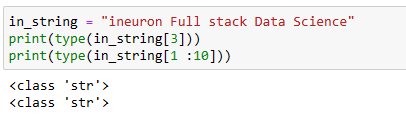 in_string = "ineuron Full stack Data Science"
print(type(in_string[3]))
print(type(in_string[1 :10]))
<class 'str'>
<class 'str'>